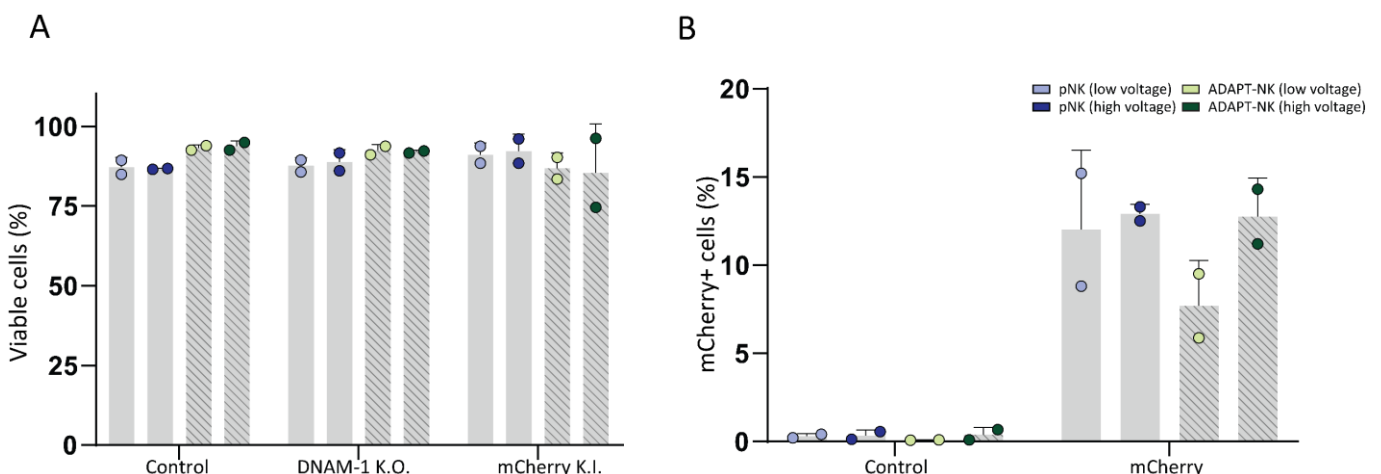 A
Viable cells (%)
100
75
50
25
0
Control
DNAM-1 K.O.
mCherry K.I.
B
mCherry+ cells (%)
20
15
10
5
0
pNK (low voltage)
ADAPT-NK (low voltage)
pNK (high voltage)
ADAPT-NK (high voltage)
Control
mCherry